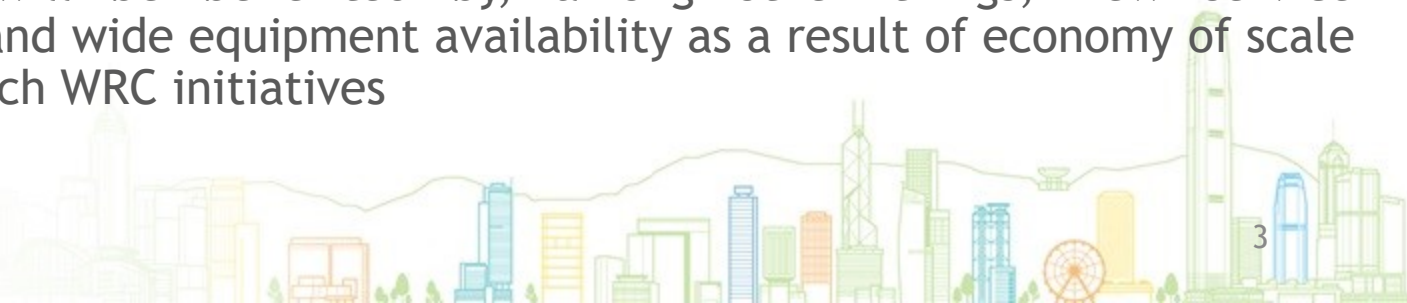 and wide equipment availability as a result of economy of scale
ch WRC initiatives
3